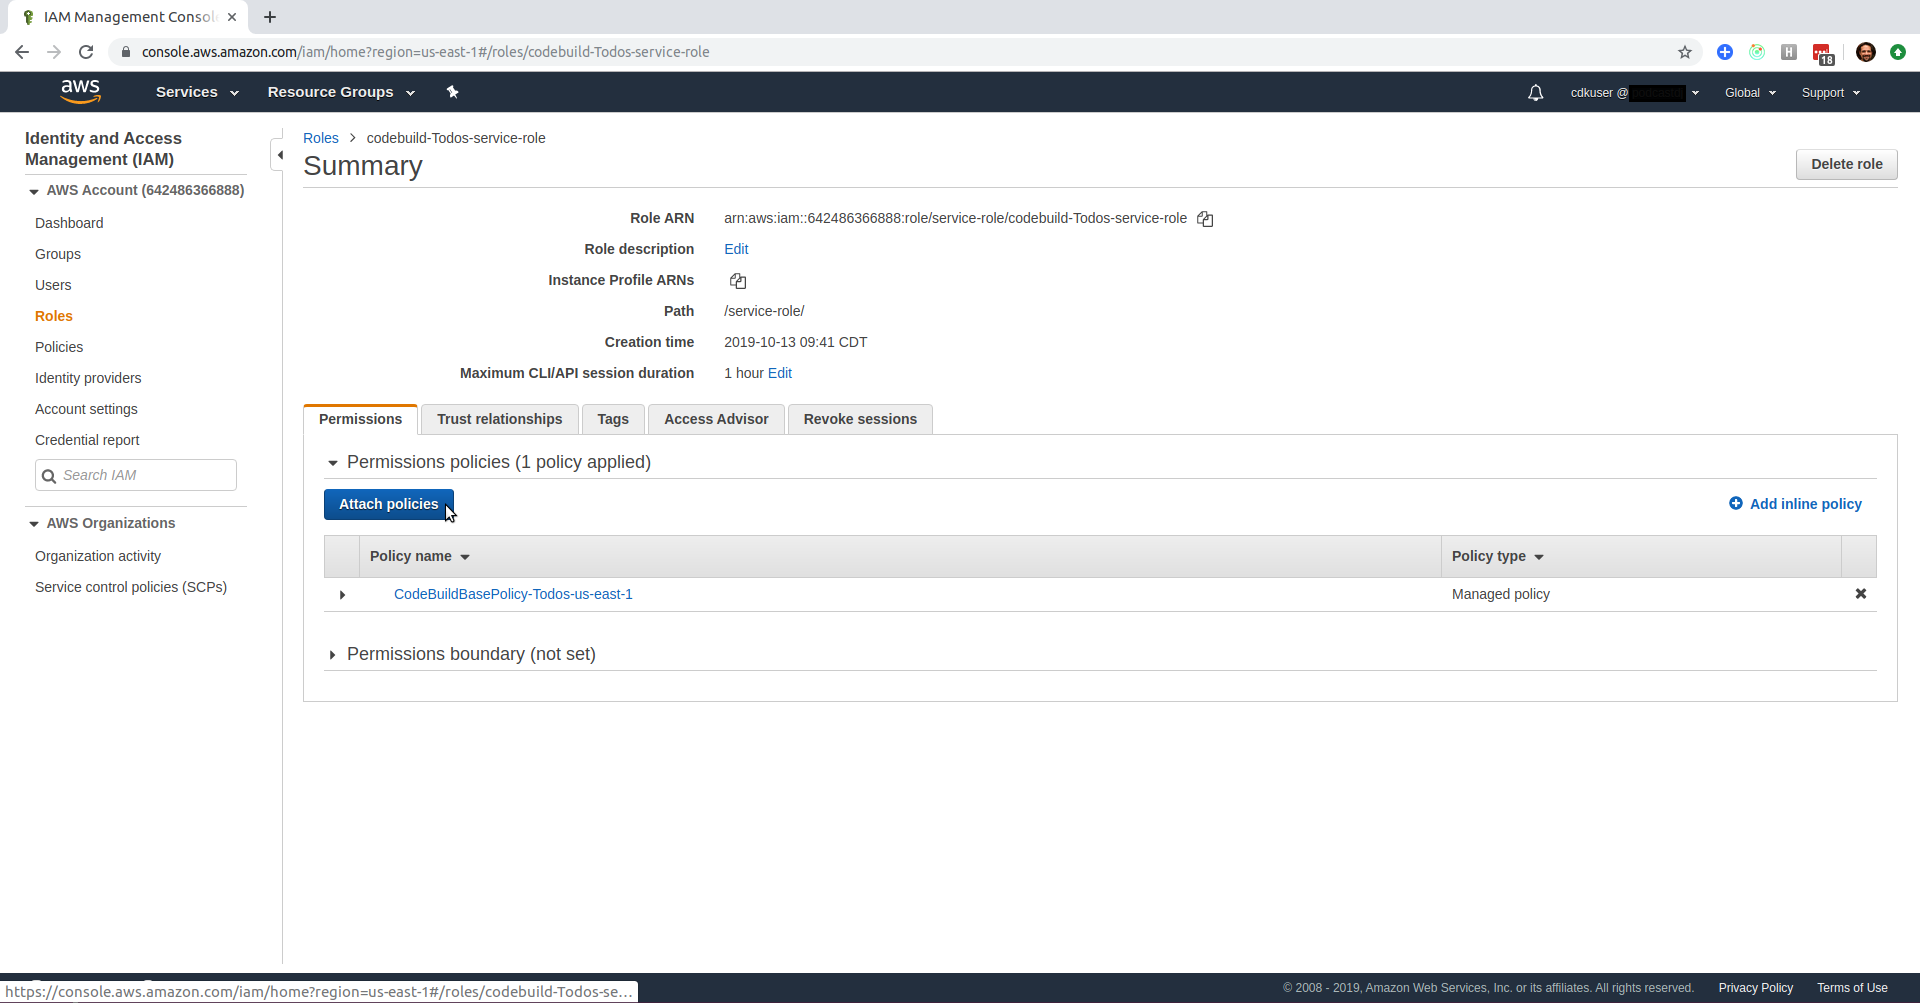 IAM Management Consol
console.aws.amazon.com/iam/home?region=us-east-1#/roles/codebuild-Todos-service-role
H
18
aws
Services
Resource Groups
cdkuser @
Global
Support
Identity and Access
Management (IAM)
AWS Account (642486366888)
Dashboard
Groups
Users
Roles
Policies
Identity providers
Account settings
Credential report
Search IAM
AWS Organizations
Organization activity
Service control policies (SCPs)
Roles > codebuild-Todos-service-role
Summary
Delete role
Role ARN arn:aws:iam::642486366888:role/service-role/codebuild-Todos-service-role
Role description Edit
Instance Profile ARNs
Path /service-role/
Creation time 2019-10-13 09:41 CDT
Maximum CLI/API session duration 1 hour Edit
Permissions
Trust relationships
Tags
Access Advisor
Revoke sessions
Permissions policies (1 policy applied)
Attach policies
Add inline policy
Policy name
Policy type
CodeBuildBasePolicy-Todos-us-east-1
Managed policy
Permissions boundary (not set)
https://console.aws.amazon.com/iam/home?region=us-east-1#/roles/codebuild-Todos-se...
© 2008 - 2019, Amazon Web Services, Inc. or its affiliates. All rights reserved.
Privacy Policy
Terms of Use